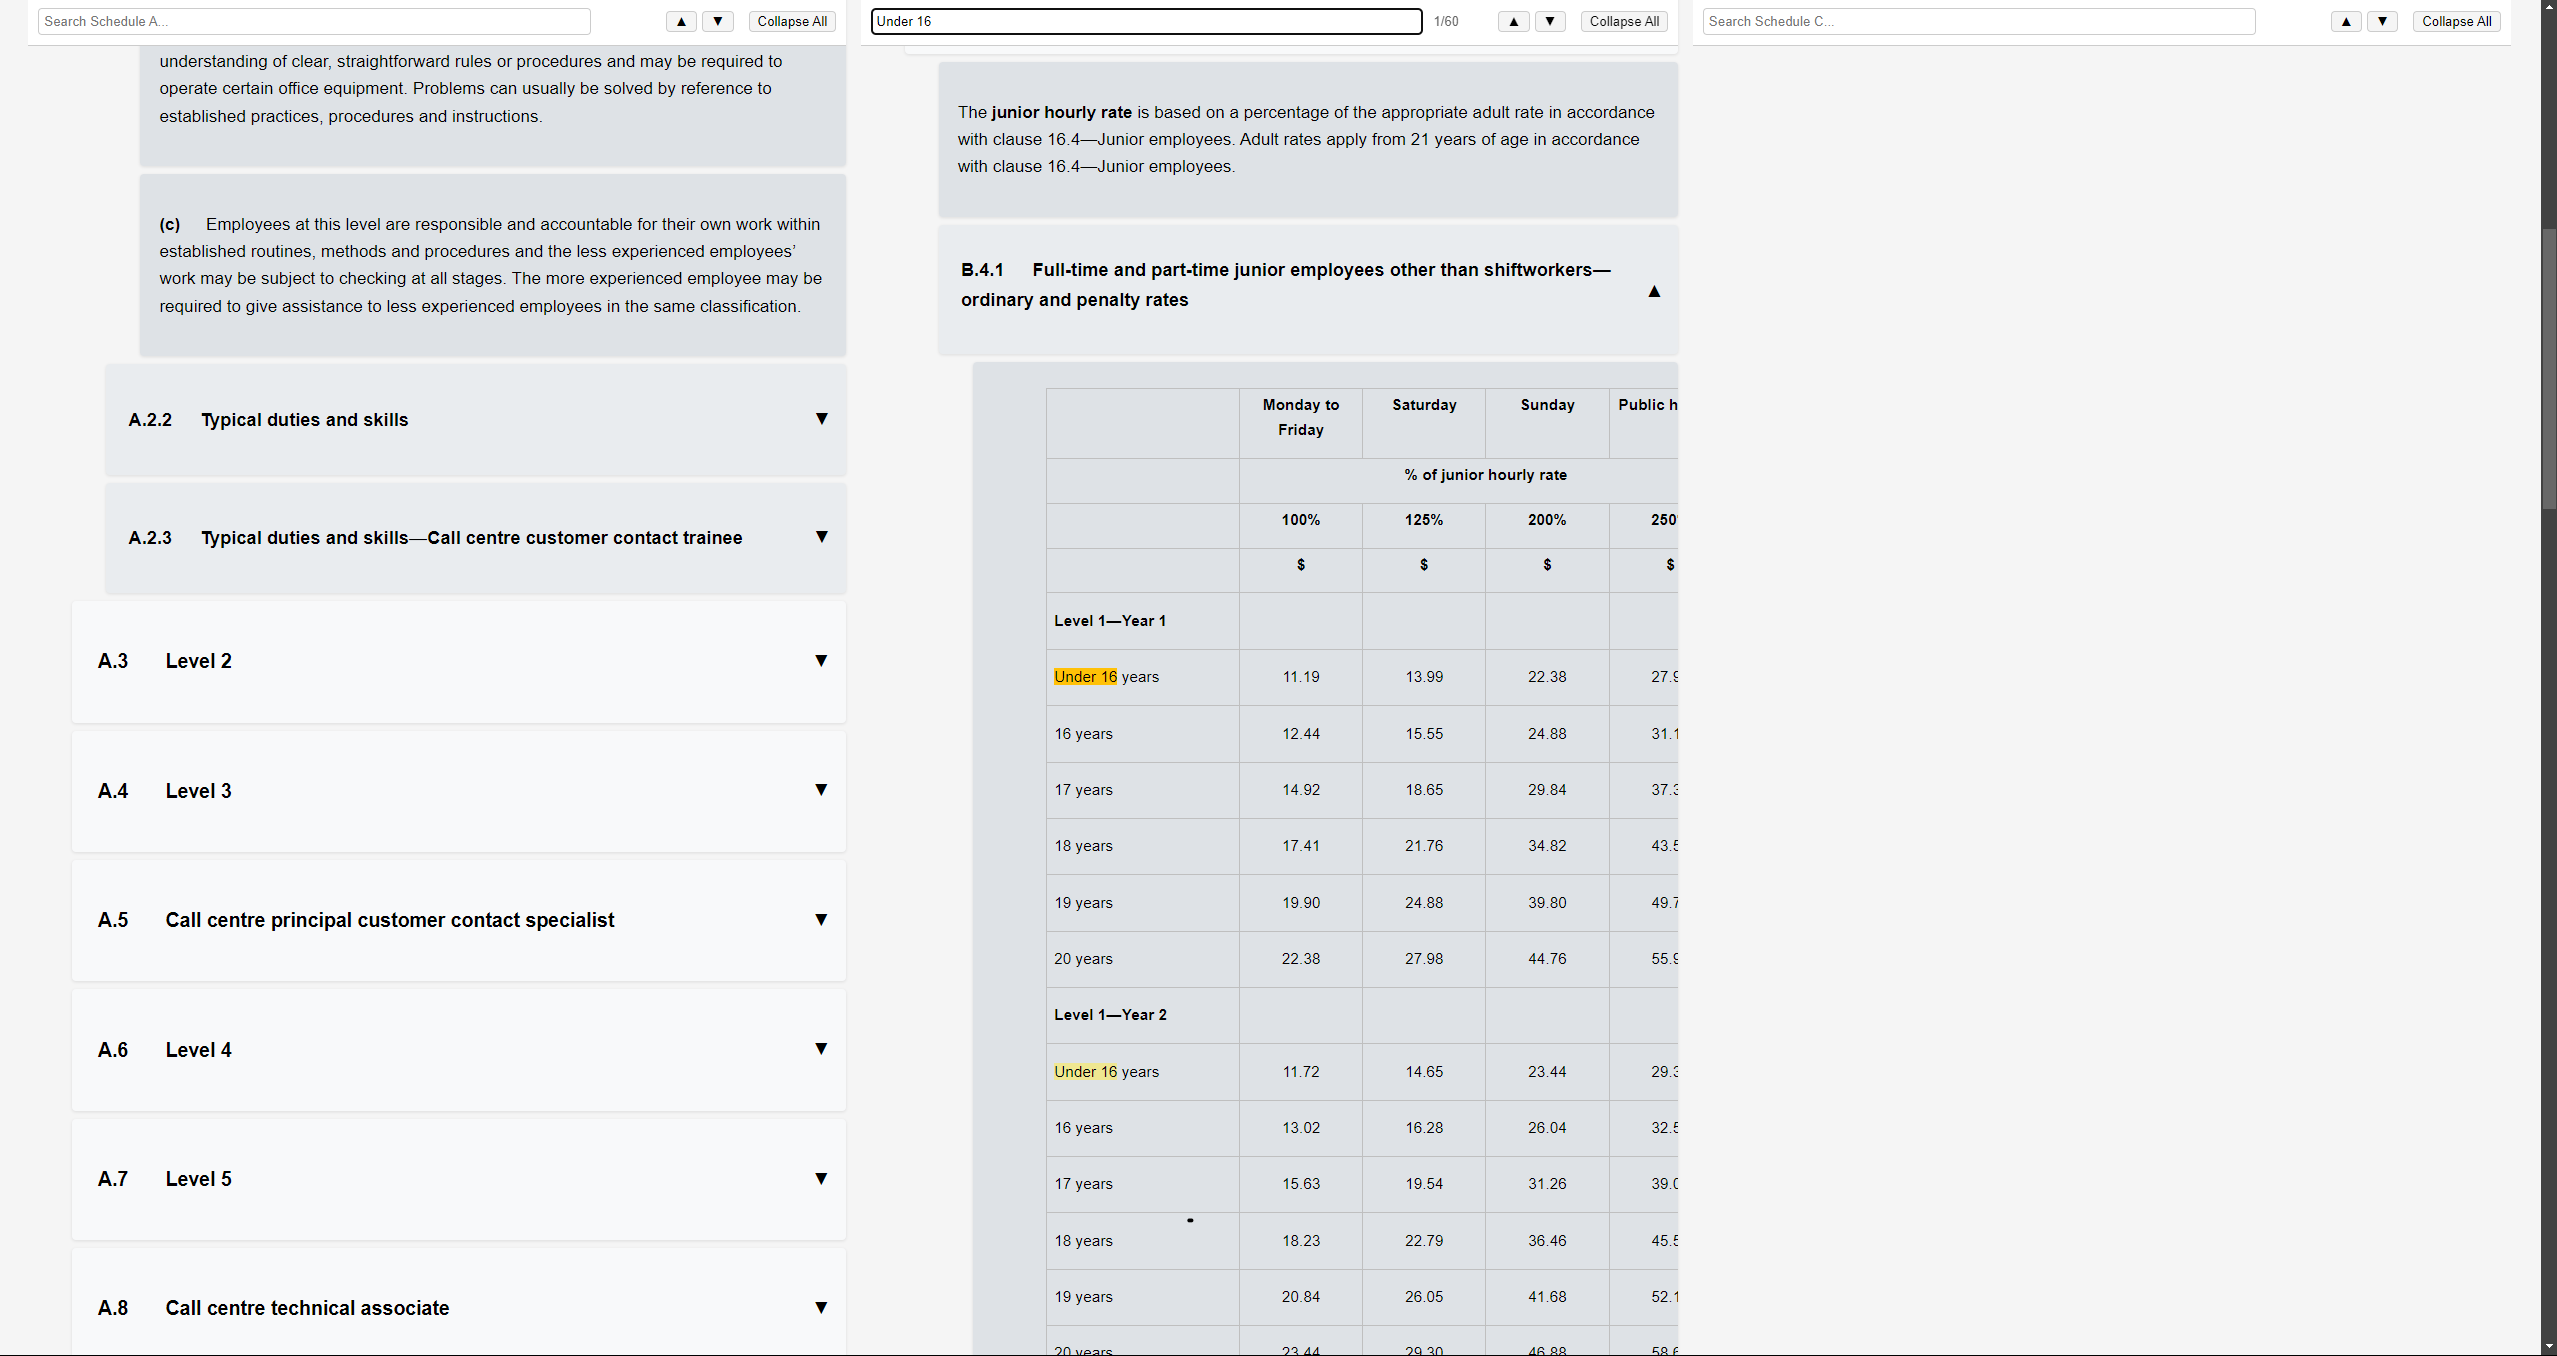 Search Schedule A...
▲ ▼ Collapse All
understanding of clear, straightforward rules or procedures and may be required to
operate certain office equipment. Problems can usually be solved by reference to
established practices, procedures and instructions.
(c) Employees at this level are responsible and accountable for their own work within
established routines, methods and procedures and the less experienced employees’
work may be subject to checking at all stages. The more experienced employee may be
required to give assistance to less experienced employees in the same classification.
A.2.2 Typical duties and skills ▼
A.2.3 Typical duties and skills—Call centre customer contact trainee ▼
A.3 Level 2 ▼
A.4 Level 3 ▼
A.5 Call centre principal customer contact specialist ▼
A.6 Level 4 ▼
A.7 Level 5 ▼
A.8 Call centre technical associate ▼
Under 16
1/60 ▲ ▼ Collapse All
The junior hourly rate is based on a percentage of the appropriate adult rate in accordance
with clause 16.4—Junior employees. Adult rates apply from 21 years of age in accordance
with clause 16.4—Junior employees.
B.4.1 Full-time and part-time junior employees other than shiftworkers—
ordinary and penalty rates ▲
Monday to Saturday Sunday Public h
Friday
% of junior hourly rate
100% 125% 200% 250
$ $ $ $
Level 1—Year 1
Under 16 years 11.19 13.99 22.38 27.9
16 years 12.44 15.55 24.88 31.1
17 years 14.92 18.65 29.84 37.3
18 years 17.41 21.76 34.82 43.5
19 years 19.90 24.88 39.80 49.7
20 years 22.38 27.98 44.76 55.9
Level 1—Year 2
Under 16 years 11.72 14.65 23.44 29.3
16 years 13.02 16.28 26.04 32.5
17 years 15.63 19.54 31.26 39.0
18 years 18.23 22.79 36.46 45.5
19 years 20.84 26.05 41.68 52.1
20 years 23.44 29.30 46.88 58.6
Search Schedule C...
▲ ▼ Collapse All